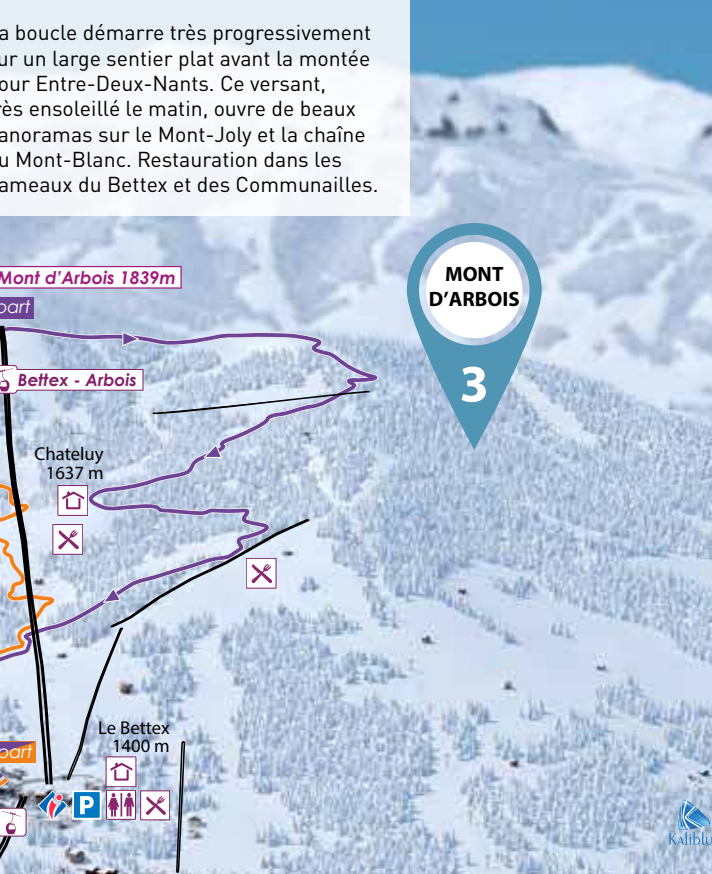 a boucle démarre très progressivement
ur un large sentier plat avant la montée
our Entre-Deux-Nants. Ce versant,
rès ensoleillé le matin, ouvre de beaux
anoramas sur le Mont-Joly et la chaîne
u Mont-Blanc. Restauration dans les
ameaux du Bettex et des Communailles.
Mont d'Arbois 1839m
part
MONT
D'ARBOIS
3
Bettex - Arbois
Chateluy
1637 m
Le Bettex
1400 m
part
P
Kaliblu